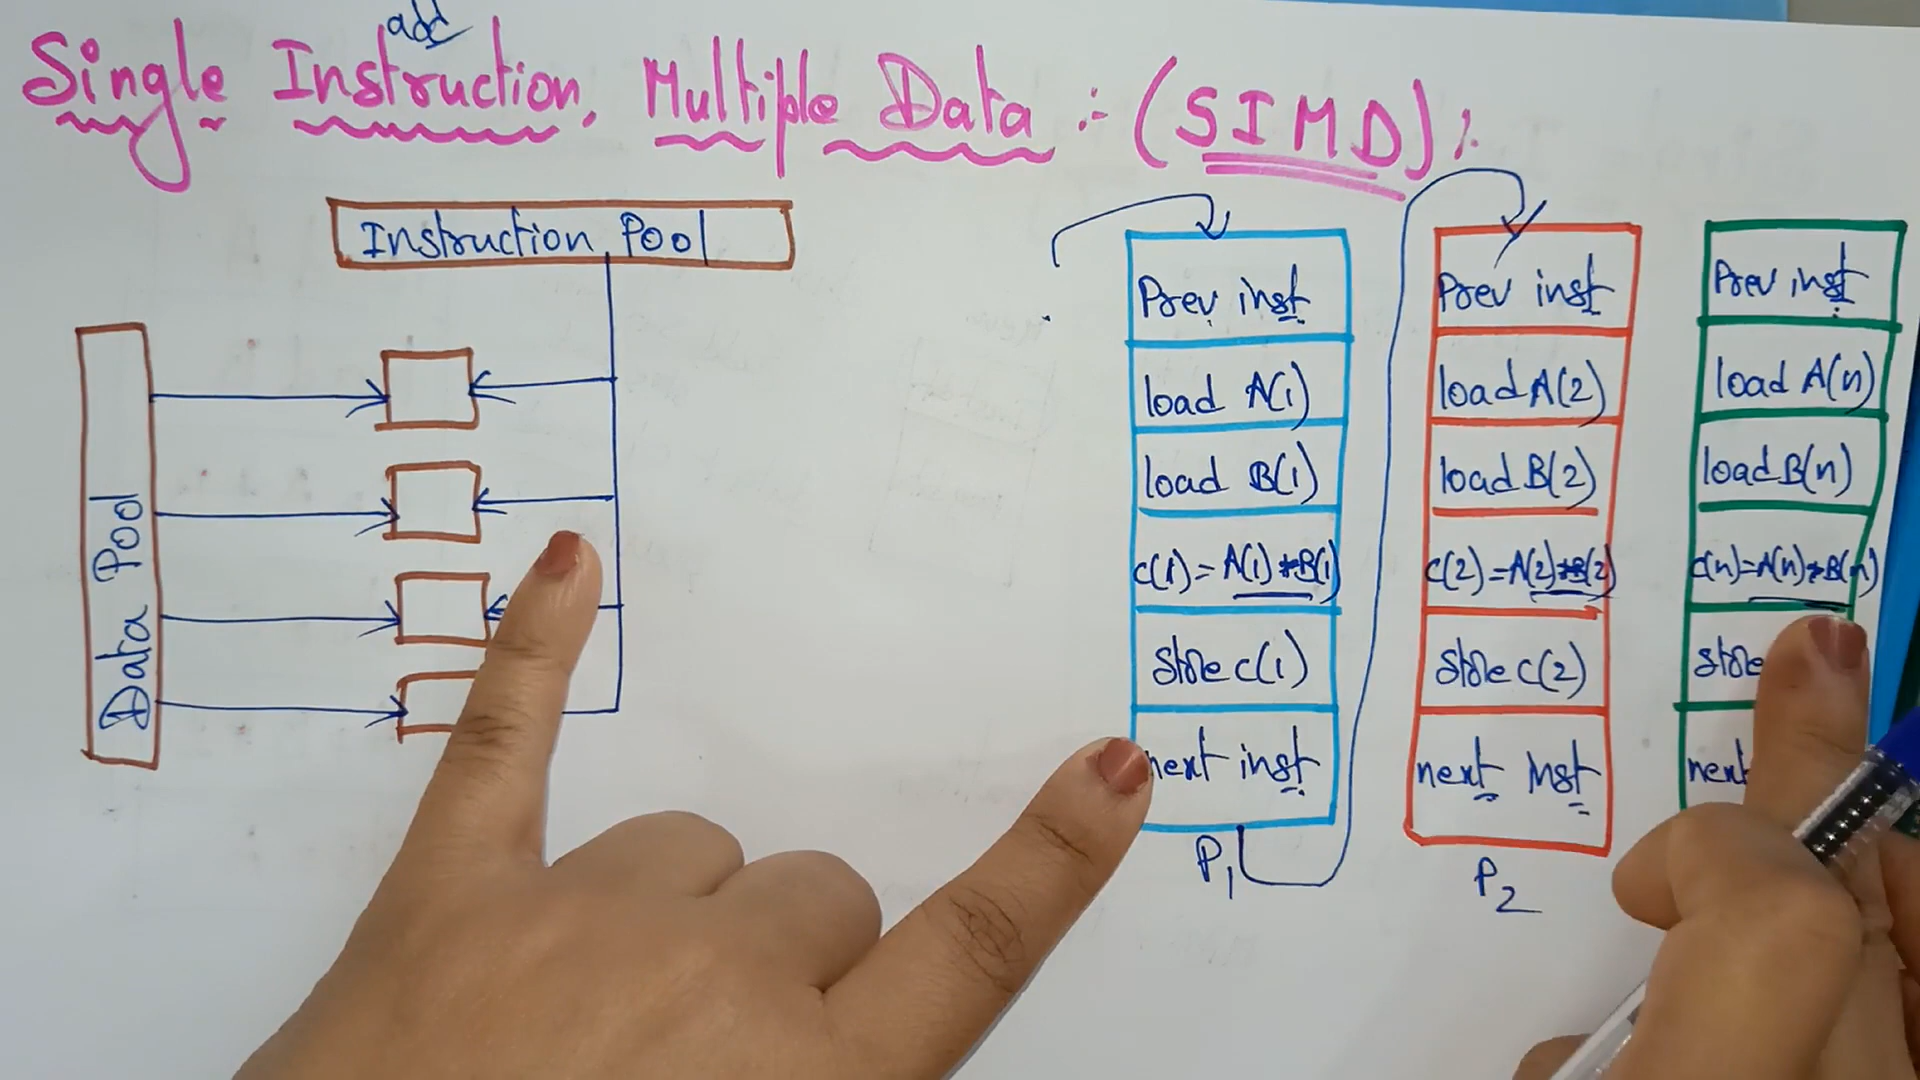 add
Single Instruction, Multiple Data :- (SIMD) :
Instruction Pool
Data Pool
Prev inst
load A(1)
load B(1)
c(1)=A(1)*B(1)
store c(1)
next inst
P1
Prev inst
load A(2)
load B(2)
c(2)=A(2)*B(2)
store c(2)
next Inst
P2
Prev inst
load A(n)
load B(n)
c(n)=A(n)*B(n)
store
next